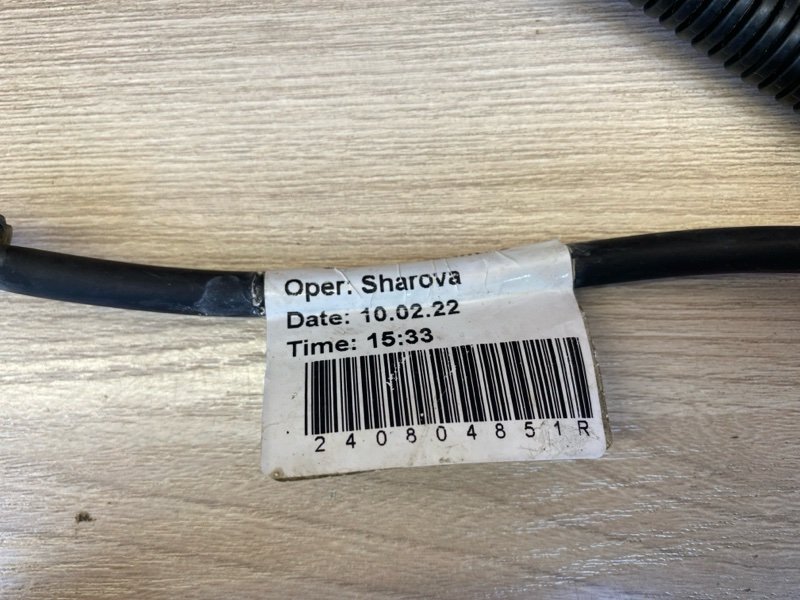 Oper: Sharova
Date: 10.02.22
Time: 15:33
240804851R